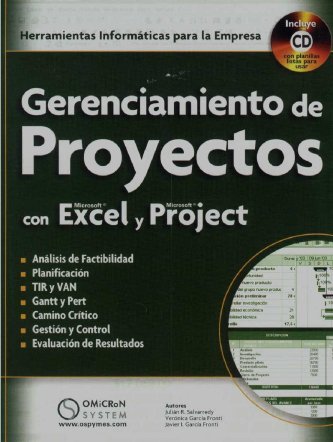 Herramientas Informáticas para la Empresa
Incluye
CD
con planillas
listas para
usar
Gerenciamiento de
Proyectos
Microsoft® Microsoft®
con Excel y Project
Análisis de Factibilidad
Planificación
TIR y VAN
Gantt y Pert
Camino Crítico
Gestión y Control
Evaluación de Resultados
OMiCRoN
SYSTEM
www.ospymes.com
Autores
Julián R. Salvarredy
Verónica García Fronti
Javier I. García Fronti